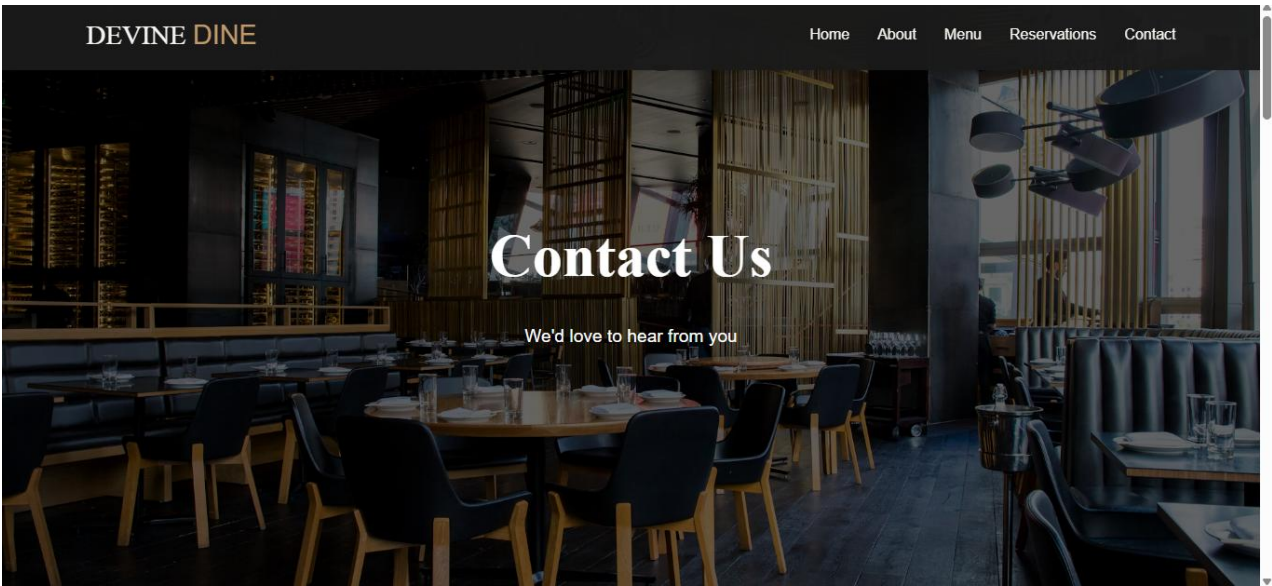 DEVINE DINE
Home About Menu Reservations Contact
Contact Us
We'd love to hear from you